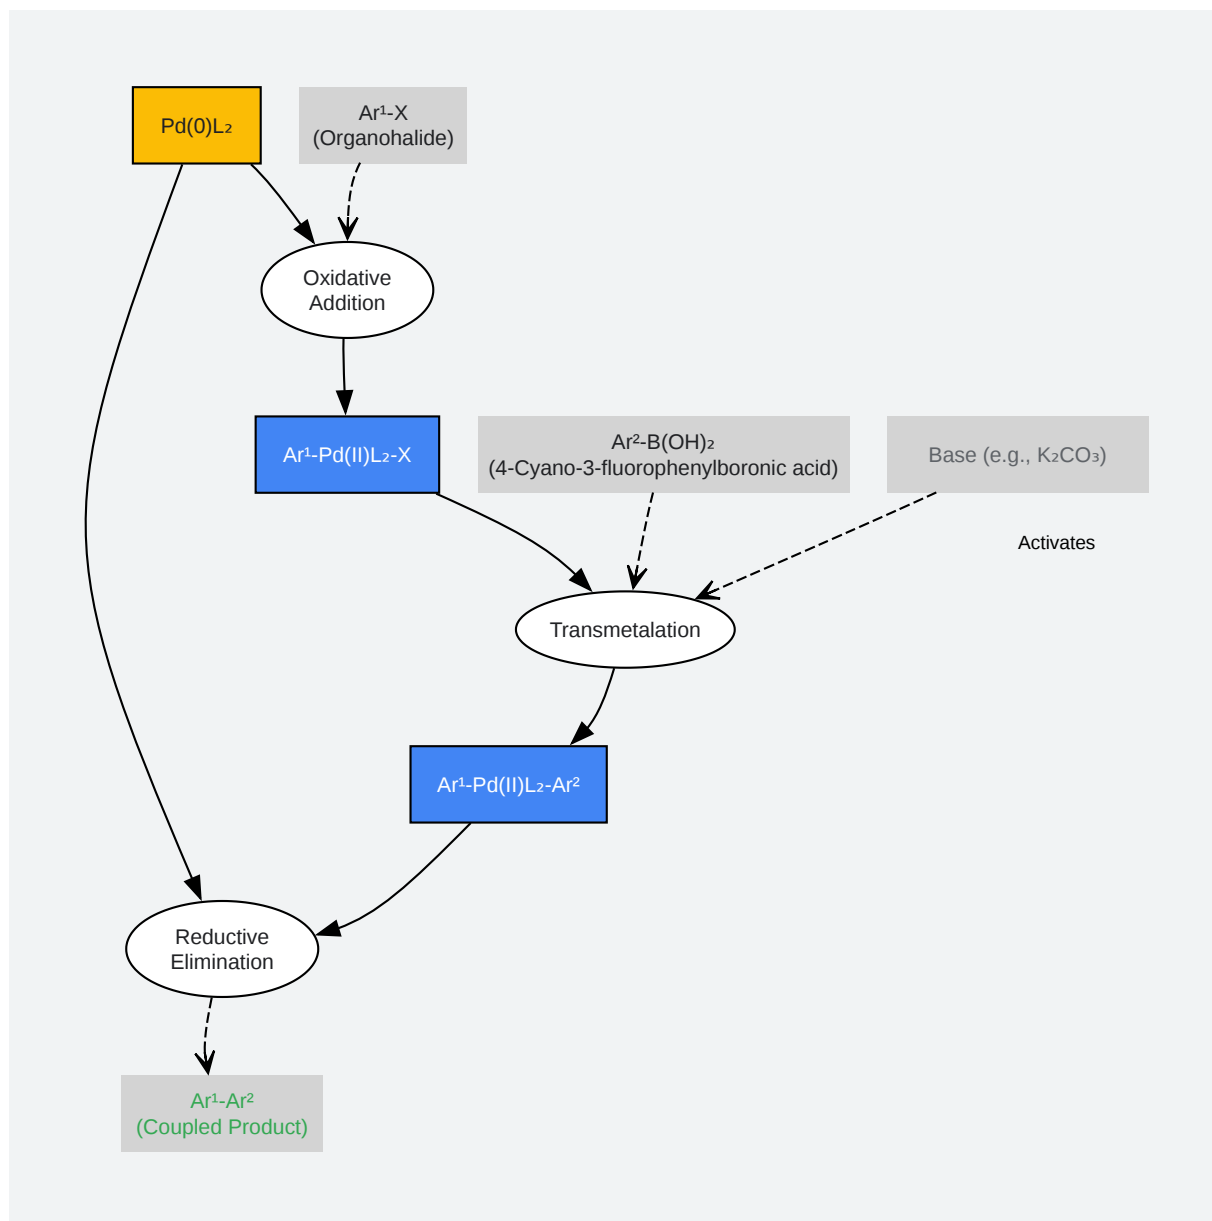 Pd(0)L₂
Ar¹-X
(Organohalide)
Oxidative
Addition
Ar¹-Pd(II)L₂-X
Ar²-B(OH)₂
(4-Cyano-3-fluorophenylboronic acid)
Base (e.g., K₂CO₃)
Activates
Transmetalation
Ar¹-Pd(II)L₂-Ar²
Reductive
Elimination
Ar¹-Ar²
(Coupled Product)